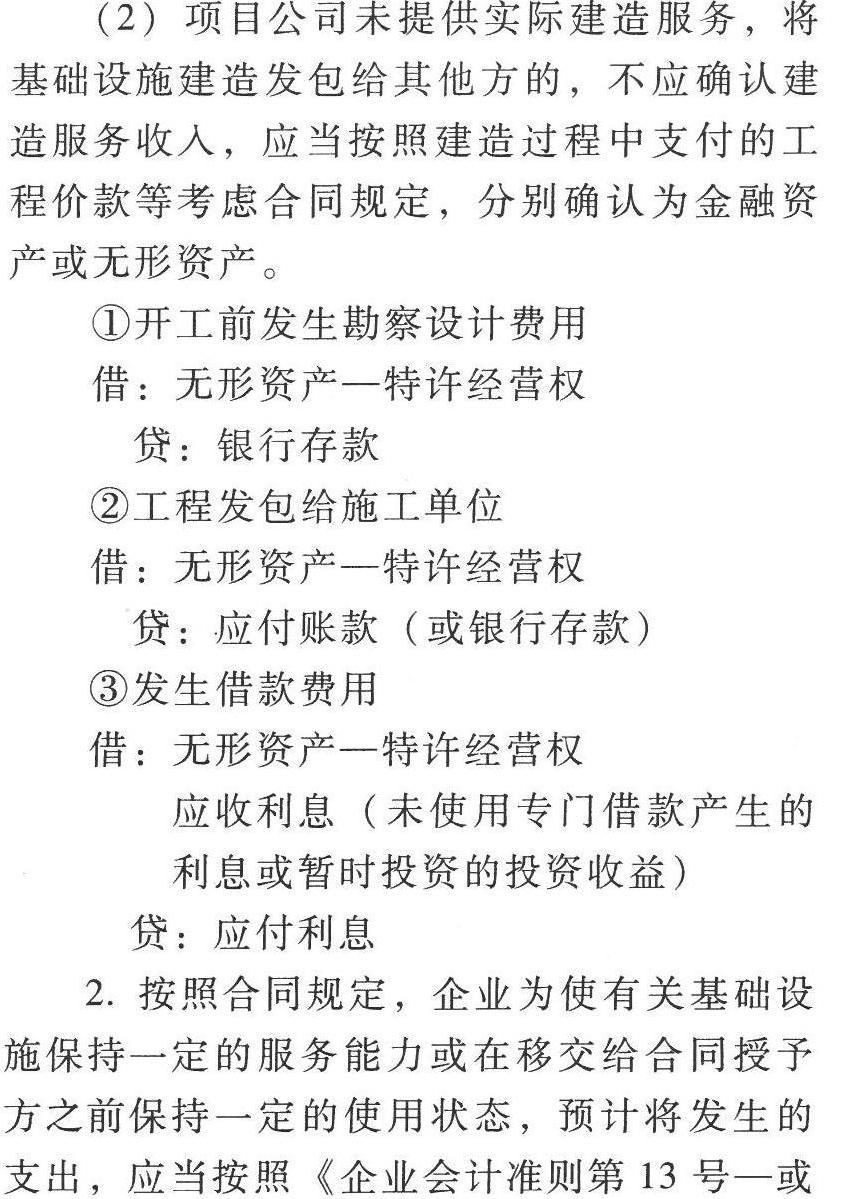 （2）项目公司未提供实际建造服务，将
基础设施建造发包给其他方的，不应确认建
造服务收入，应当按照建造过程中支付的工
程价款等考虑合同规定，分别确认为金融资
产或无形资产。
①开工前发生勘察设计费用
借：无形资产—特许经营权
贷：银行存款
②工程发包给施工单位
借：无形资产—特许经营权
贷：应付账款（或银行存款）
③发生借款费用
借：无形资产—特许经营权
应收利息（未使用专门借款产生的
利息或暂时投资的投资收益）
贷：应付利息
2. 按照合同规定，企业为使有关基础设
施保持一定的服务能力或在移交给合同授予
方之前保持一定的使用状态，预计将发生的
支出，应当按照《企业会计准则第 13 号—或